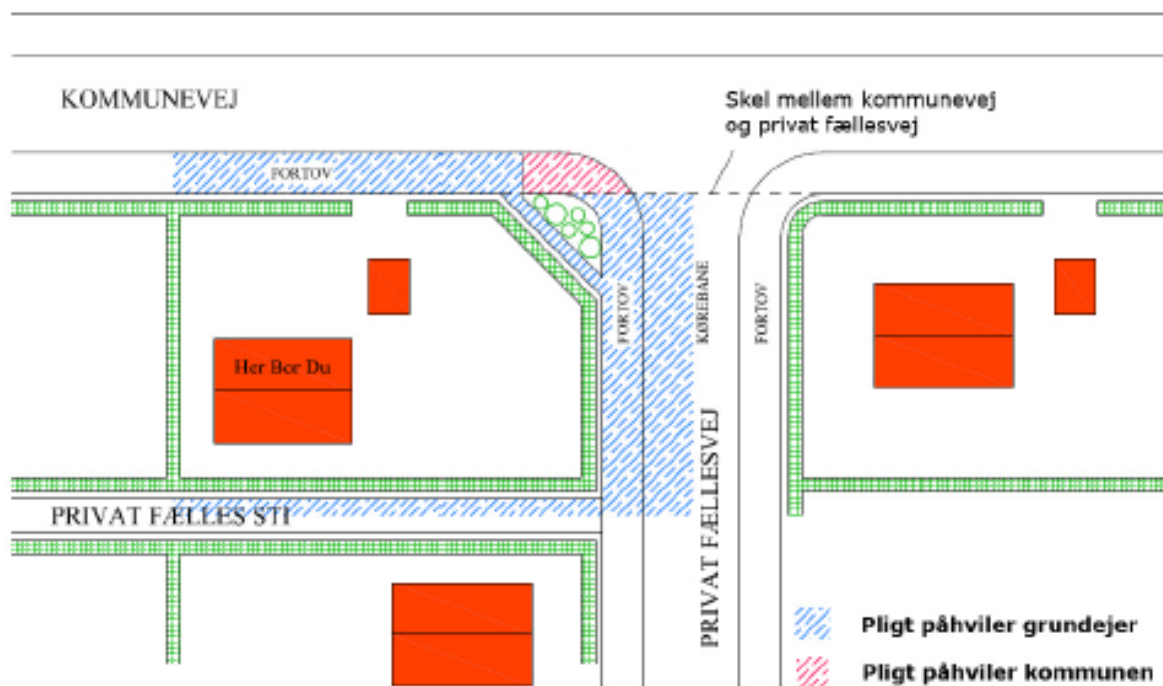 KOMMUNEVEJ
Skel mellem kommunevej
og privat fællesvej
FORTOV
FORTOV
KØREBANE
FORTOV
Her Bor Du
PRIVAT FÆLLESVEJ
PRIVAT FÆLLES STI
Pligt påhviler grundejer
Pligt påhviler kommunen